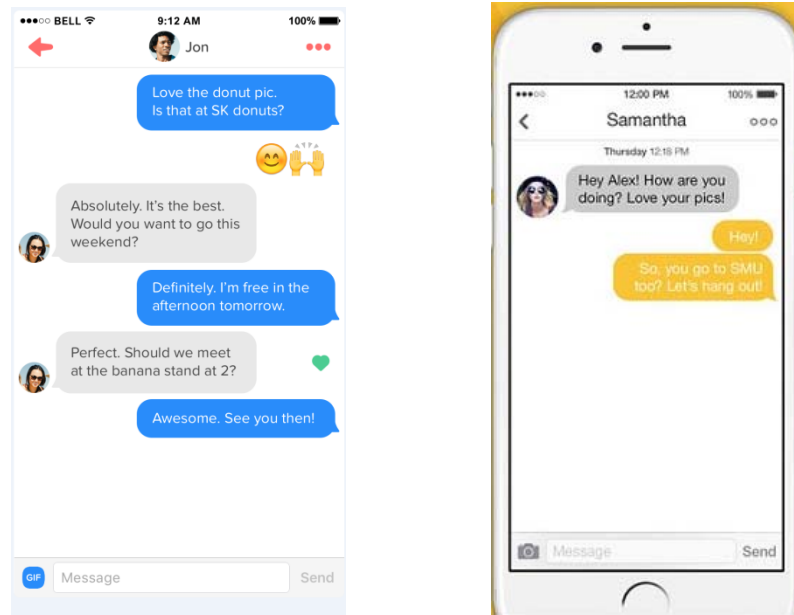 BELL
9:12 AM
100%
Jon
Love the donut pic.
Is that at SK donuts?
Absolutely. It's the best.
Would you want to go this
weekend?
Definitely. I'm free in the
afternoon tomorrow.
Perfect. Should we meet
at the banana stand at 2?
Awesome. See you then!
GIF
Message
Send
12:00 PM
100%
Samantha
Thursday 12:18 PM
Hey Alex! How are you
doing? Love your pics!
Hey!
So, you go to SMU
too? Let's hang out!
Message
Send